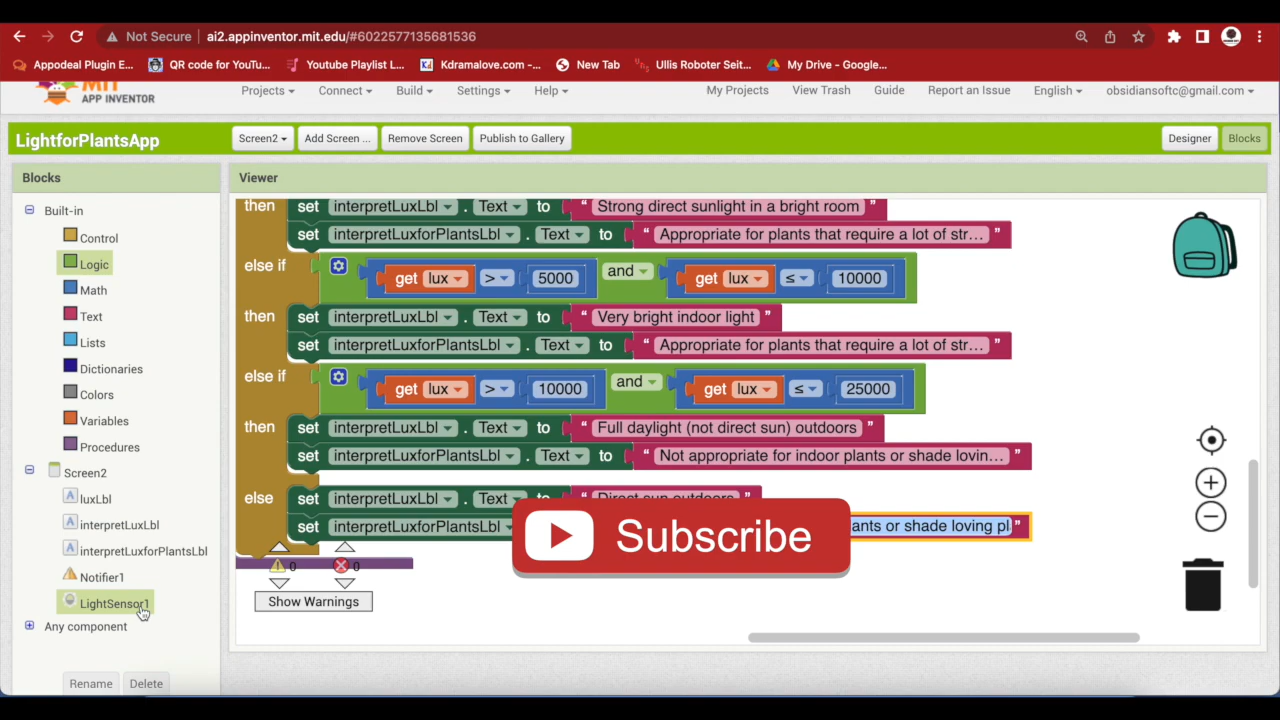 Not Secure | ai2.appinventor.mit.edu/#6022577135681536
Appodeal Plugin E... QR code for YouTu... Youtube Playlist L... Kdramalove.com -... New Tab Ullis Roboter Seit... My Drive - Google...
MIT
APP INVENTOR
Projects Connect Build Settings Help My Projects View Trash Guide Report an Issue English obsidiansoftc@gmail.com
LightforPlantsApp Screen2 Add Screen ... Remove Screen Publish to Gallery Designer Blocks
Blocks Viewer
Built-in
Control
Logic
Math
Text
Lists
Dictionaries
Colors
Variables
Procedures
Screen2
luxLbl
interpretLuxLbl
interpretLuxforPlantsLbl
Notifier1
LightSensor1
Any component
Rename Delete
then set interpretLuxLbl . Text to " Strong direct sunlight in a bright room "
set interpretLuxforPlantsLbl . Text to " Appropriate for plants that require a lot of str... "
else if get lux > 5000 and get lux ≤ 10000
then set interpretLuxLbl . Text to " Very bright indoor light "
set interpretLuxforPlantsLbl . Text to " Appropriate for plants that require a lot of str... "
else if get lux > 10000 and get lux ≤ 25000
then set interpretLuxLbl . Text to " Full daylight (not direct sun) outdoors "
set interpretLuxforPlantsLbl . Text to " Not appropriate for indoor plants or shade lovin... "
else set interpretLuxLbl . Text to " Direct sun outdoors "
set interpretLuxforPlantsLbl ants or shade loving pl "
Subscribe
0 0
Show Warnings